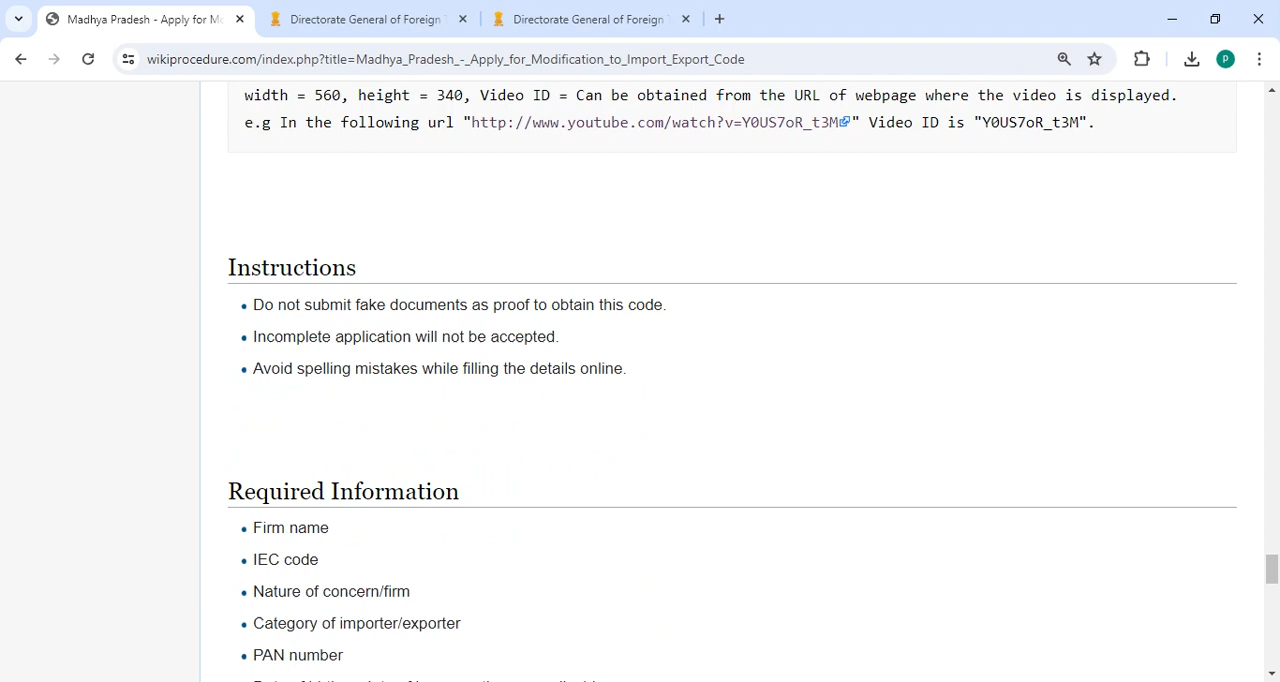 Madhya Pradesh - Apply for Mo
Directorate General of Foreign T
Directorate General of Foreign T
wikiprocedure.com/index.php?title=Madhya_Pradesh_-_Apply_for_Modification_to_Import_Export_Code
P
width = 560, height = 340, Video ID = Can be obtained from the URL of webpage where the video is displayed.
e.g In the following url "http://www.youtube.com/watch?v=Y0US7oR_t3M" Video ID is "Y0US7oR_t3M".
Instructions
Do not submit fake documents as proof to obtain this code.
Incomplete application will not be accepted.
Avoid spelling mistakes while filling the details online.
Required Information
Firm name
IEC code
Nature of concern/firm
Category of importer/exporter
PAN number